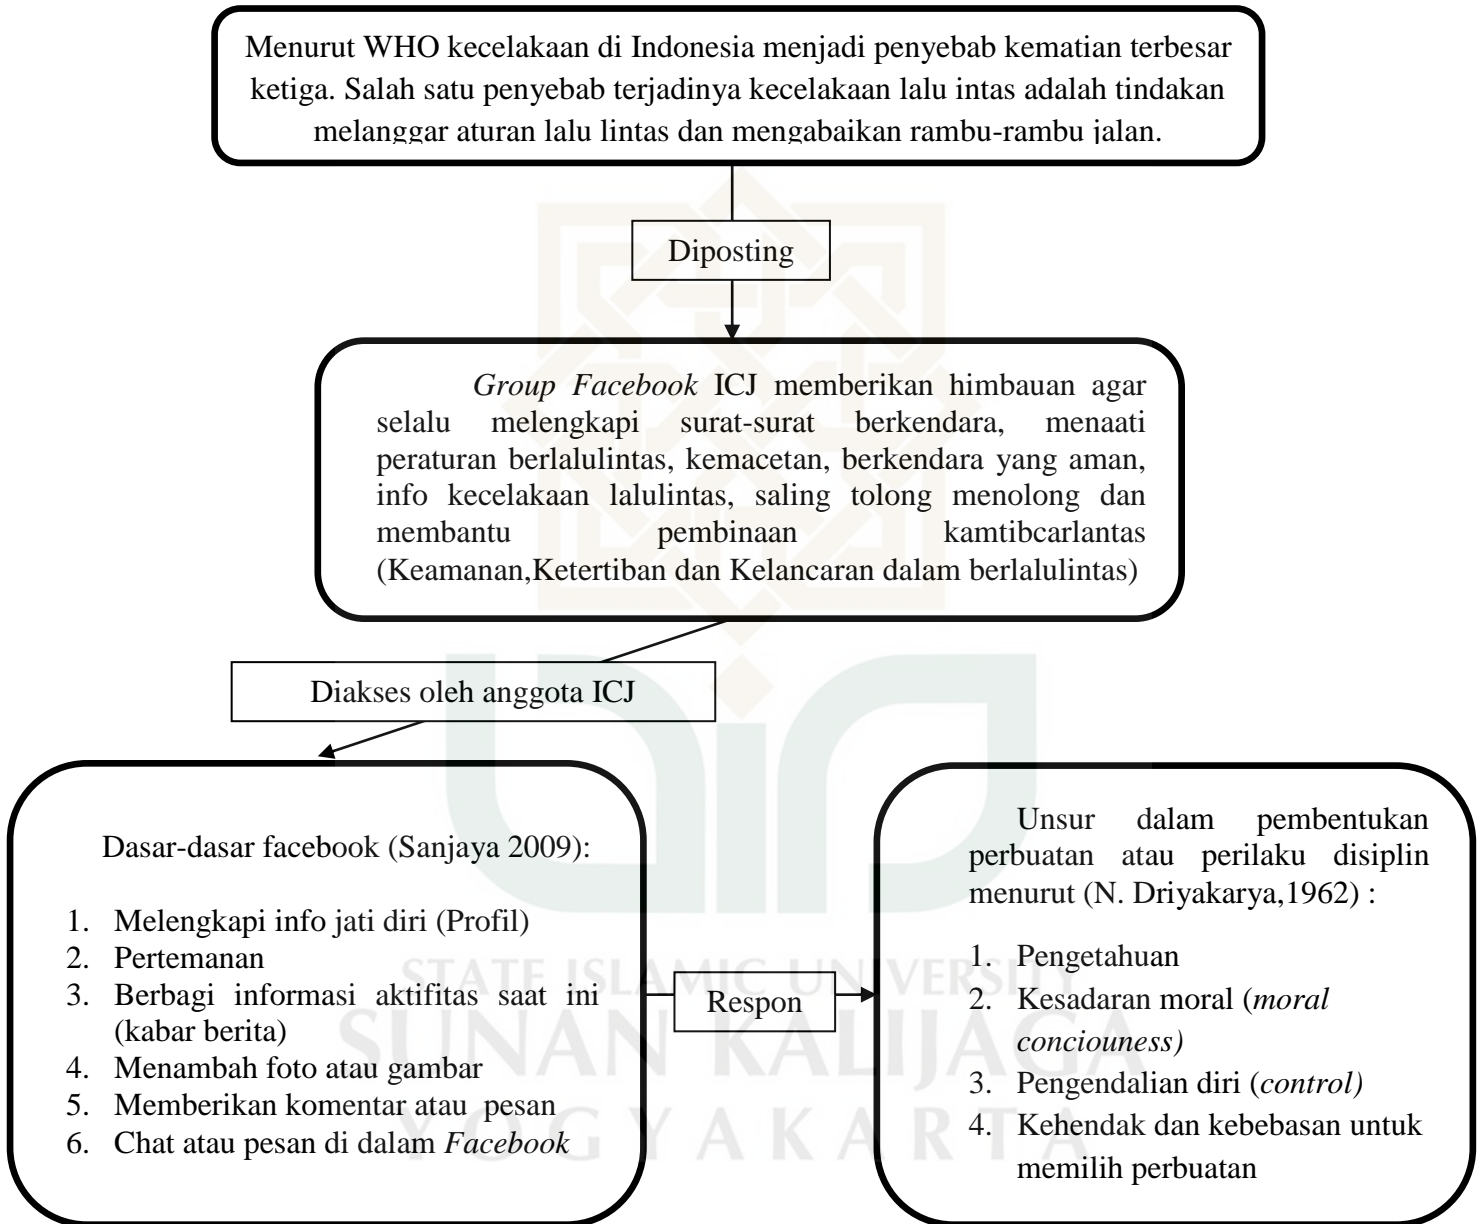 Menurut WHO kecelakaan di Indonesia menjadi penyebab kematian terbesar
ketiga. Salah satu penyebab terjadinya kecelakaan lalu intas adalah tindakan
melanggar aturan lalu lintas dan mengabaikan rambu-rambu jalan.
Diposting
Group Facebook ICJ memberikan himbauan agar
selalu melengkapi surat-surat berkendara, menaati
peraturan berlalulintas, kemacetan, berkendara yang aman,
info kecelakaan lalulintas, saling tolong menolong dan
membantu pembinaan kamtibcarlantas
(Keamanan,Ketertiban dan Kelancaran dalam berlalulintas)
Diakses oleh anggota ICJ
Dasar-dasar facebook (Sanjaya 2009):
1. Melengkapi info jati diri (Profil)
2. Pertemanan
3. Berbagi informasi aktifitas saat ini
(kabar berita)
4. Menambah foto atau gambar
5. Memberikan komentar atau pesan
6. Chat atau pesan di dalam Facebook
Respon
Unsur dalam pembentukan
perbuatan atau perilaku disiplin
menurut (N. Driyakarya,1962) :
1. Pengetahuan
2. Kesadaran moral (moral
conciouness)
3. Pengendalian diri (control)
4. Kehendak dan kebebasan untuk
memilih perbuatan
STATE ISLAMIC UNIVERSITY
SUNAN KALIJAGA
YOGYAKARTA